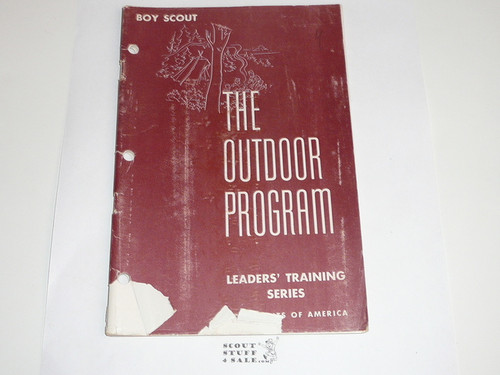 BOY SCOUT
THE
OUTDOOR
PROGRAM
LEADERS' TRAINING
SERIES
OF AMERICA
SCOUT
STUFF
4 SALE